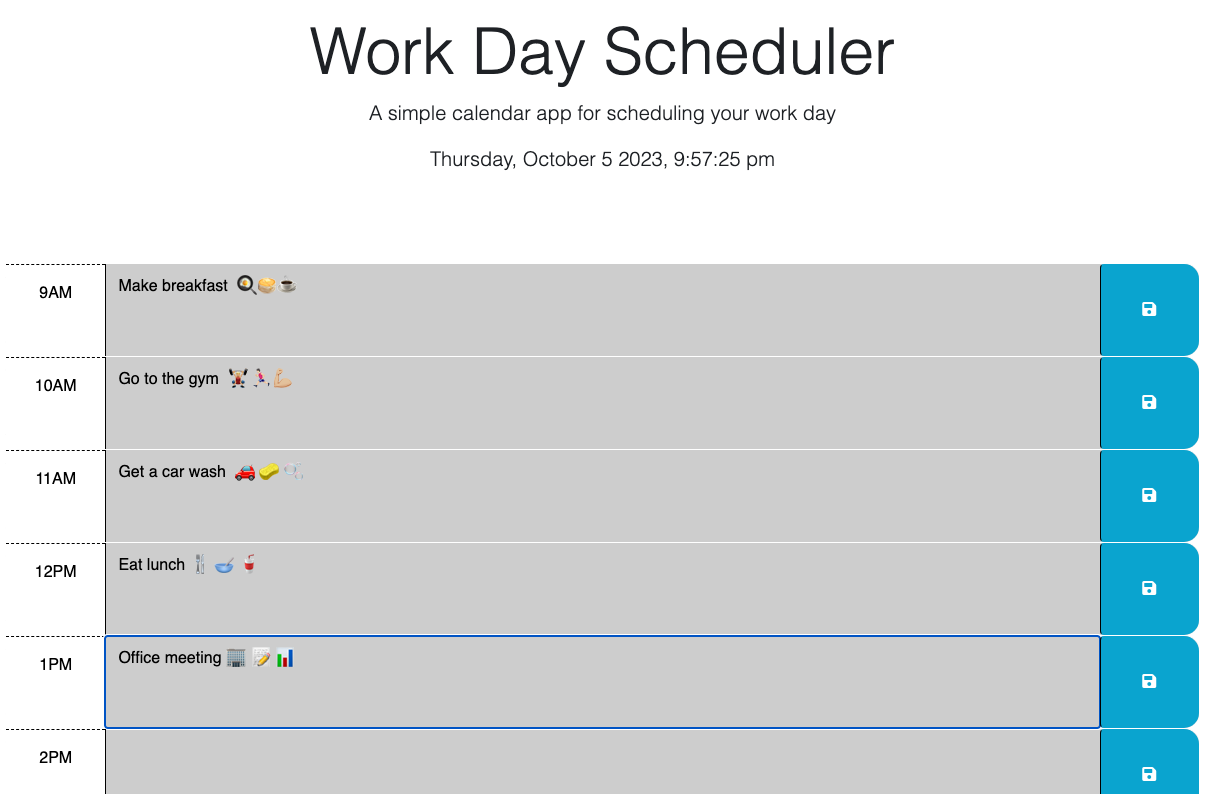 Work Day Scheduler
A simple calendar app for scheduling your work day
Thursday, October 5 2023, 9:57:25 pm
9AM
Make breakfast 🍳🥞☕
10AM
Go to the gym 🏋️🏃‍♀️💪🏼
11AM
Get a car wash 🚗🧽🫧
12PM
Eat lunch 🍴🥣🥤
1PM
Office meeting 🏢📝📊
2PM